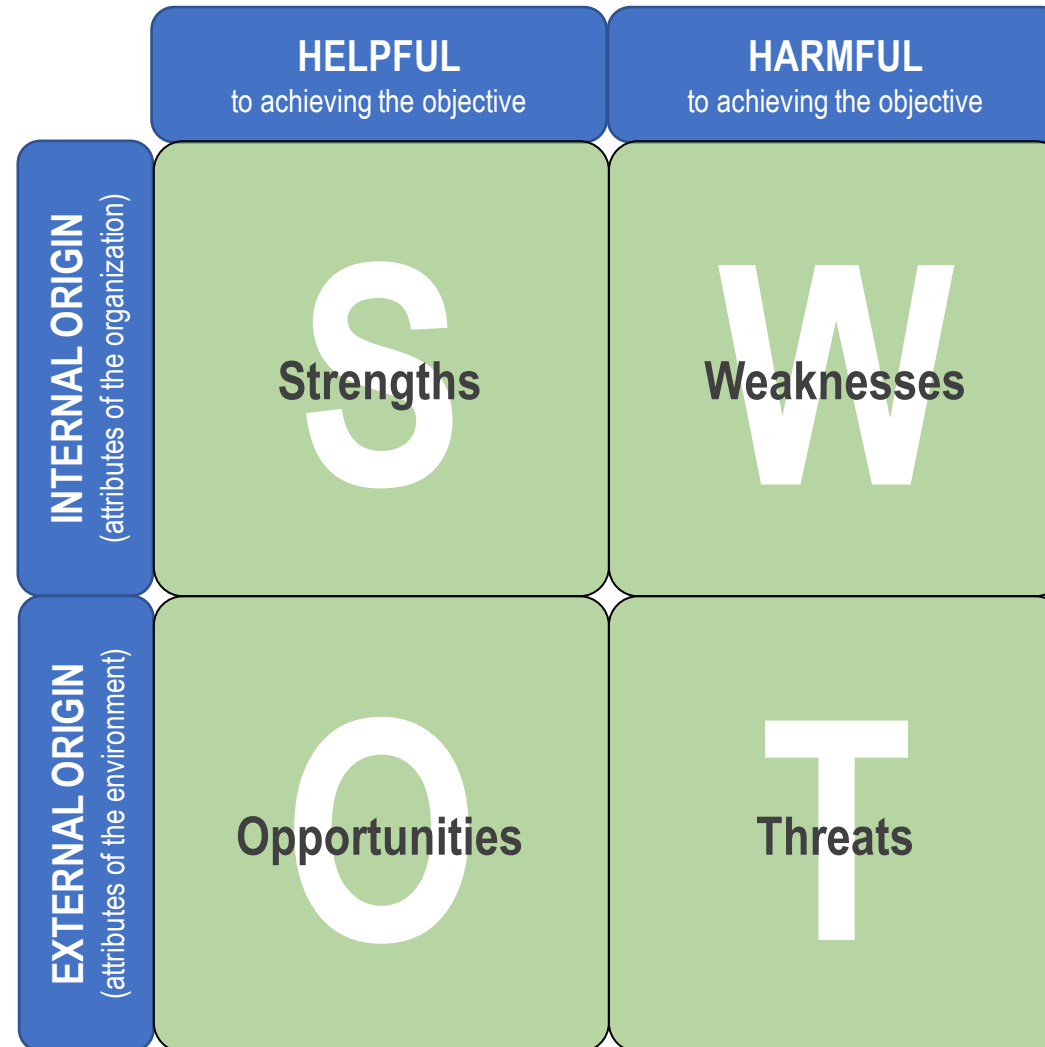 HELPFUL
to achieving the objective
HARMFUL
to achieving the objective
INTERNAL ORIGIN
(attributes of the organization)
S
Strengths
W
Weaknesses
EXTERNAL ORIGIN
(attributes of the environment)
O
Opportunities
T
Threats